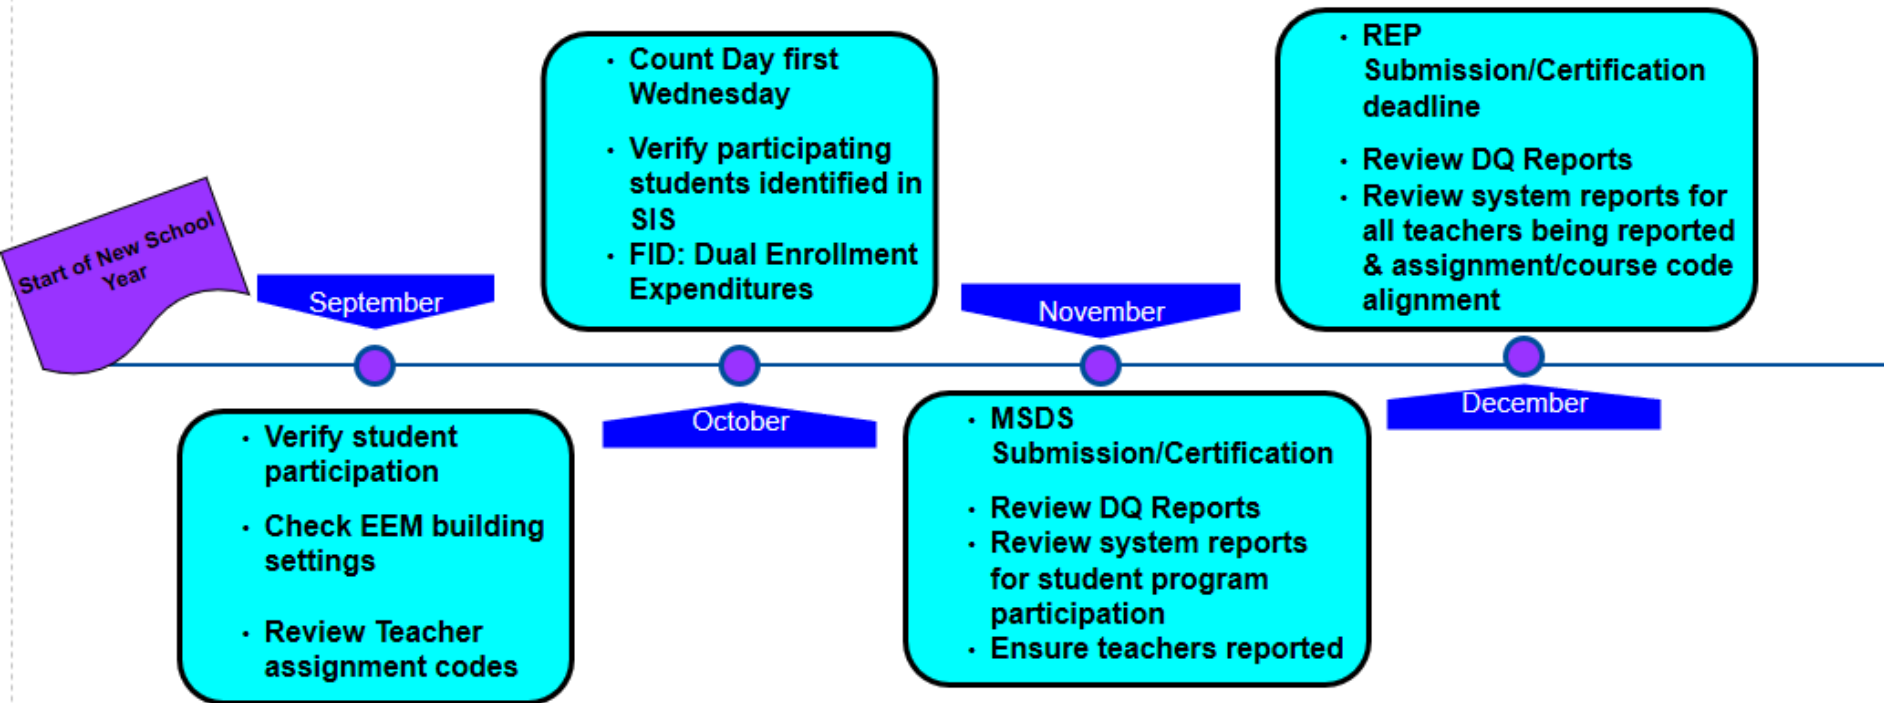 Start of New School
Year
September
• Verify student
participation
• Check EEM building
settings
• Review Teacher
assignment codes
• Count Day first
Wednesday
• Verify participating
students identified in
SIS
• FID: Dual Enrollment
Expenditures
October
November
• MSDS
Submission/Certification
• Review DQ Reports
• Review system reports
for student program
participation
• Ensure teachers reported
• REP
Submission/Certification
deadline
• Review DQ Reports
• Review system reports for
all teachers being reported
& assignment/course code
alignment
December